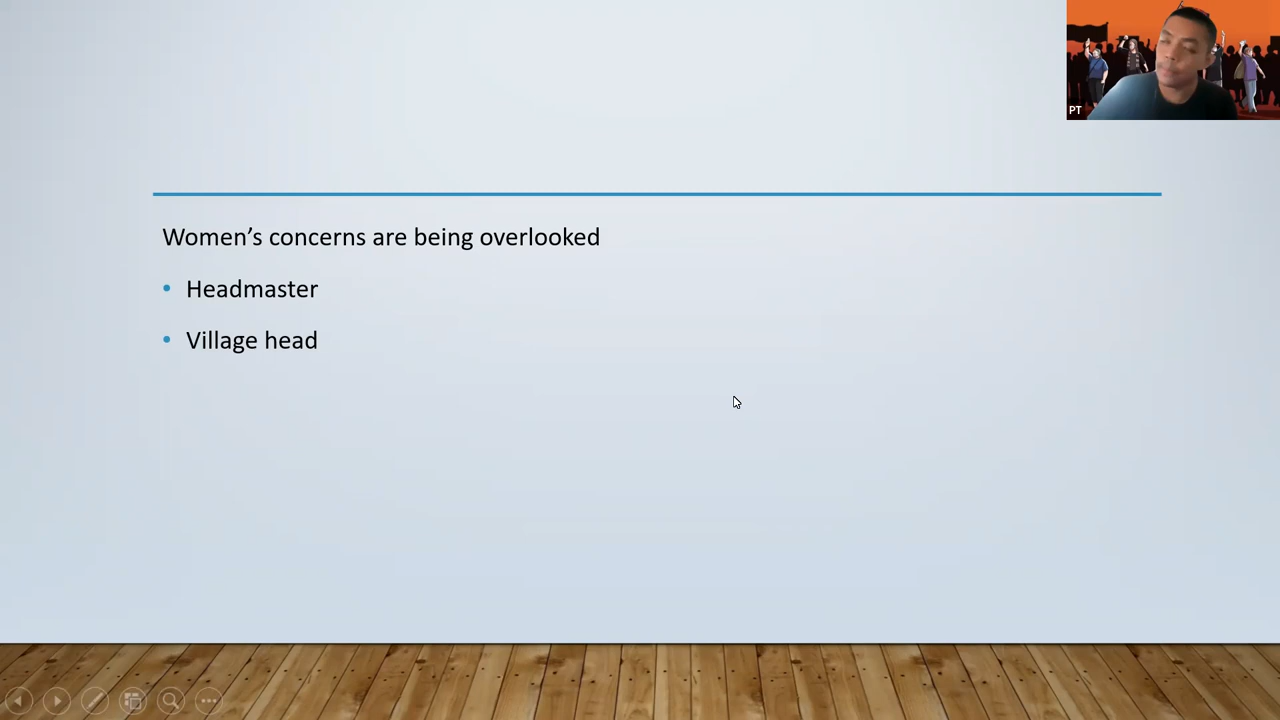 PT
Women’s concerns are being overlooked
• Headmaster
• Village head